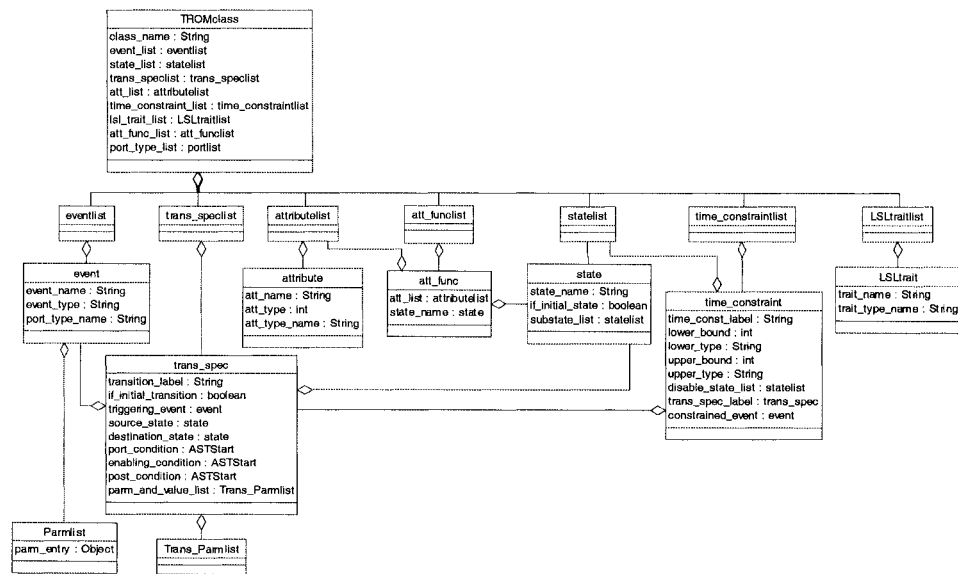 TROMclass
class_name : String
event_list : eventlist
state_list : statelist
trans_speclist : trans_speclist
att_list : attributelist
time_constraint_list : time_constraintlist
lsl_trait_list : LSLtraitlist
att_func_list : att_funclist
port_type_list : portlist
eventlist
trans_speclist
attributelist
att_funclist
statelist
time_constraintlist
LSLtraitlist
event
event_name : String
event_type : String
port_type_name : String
attribute
att_name : String
att_type : int
att_type_name : String
att_func
att_list : attributelist
state_name : state
state
state_name : String
if_initial_state : boolean
substate_list : statelist
time_constraint
time_const_label : String
lower_bound : int
lower_type : String
upper_bound : int
upper_type : String
disable_state_list : statelist
trans_spec_label : trans_spec
constrained_event : event
LSLtrait
trait_name : String
trait_type_name : String
trans_spec
transition_label : String
if_initial_transition : boolean
triggering_event : event
source_state : state
destination_state : state
port_condition : ASTStart
enabling_condition : ASTStart
post_condition : ASTStart
parm_and_value_list : Trans_Parmlist
Parmlist
parm_entry : Object
Trans_Parmlist